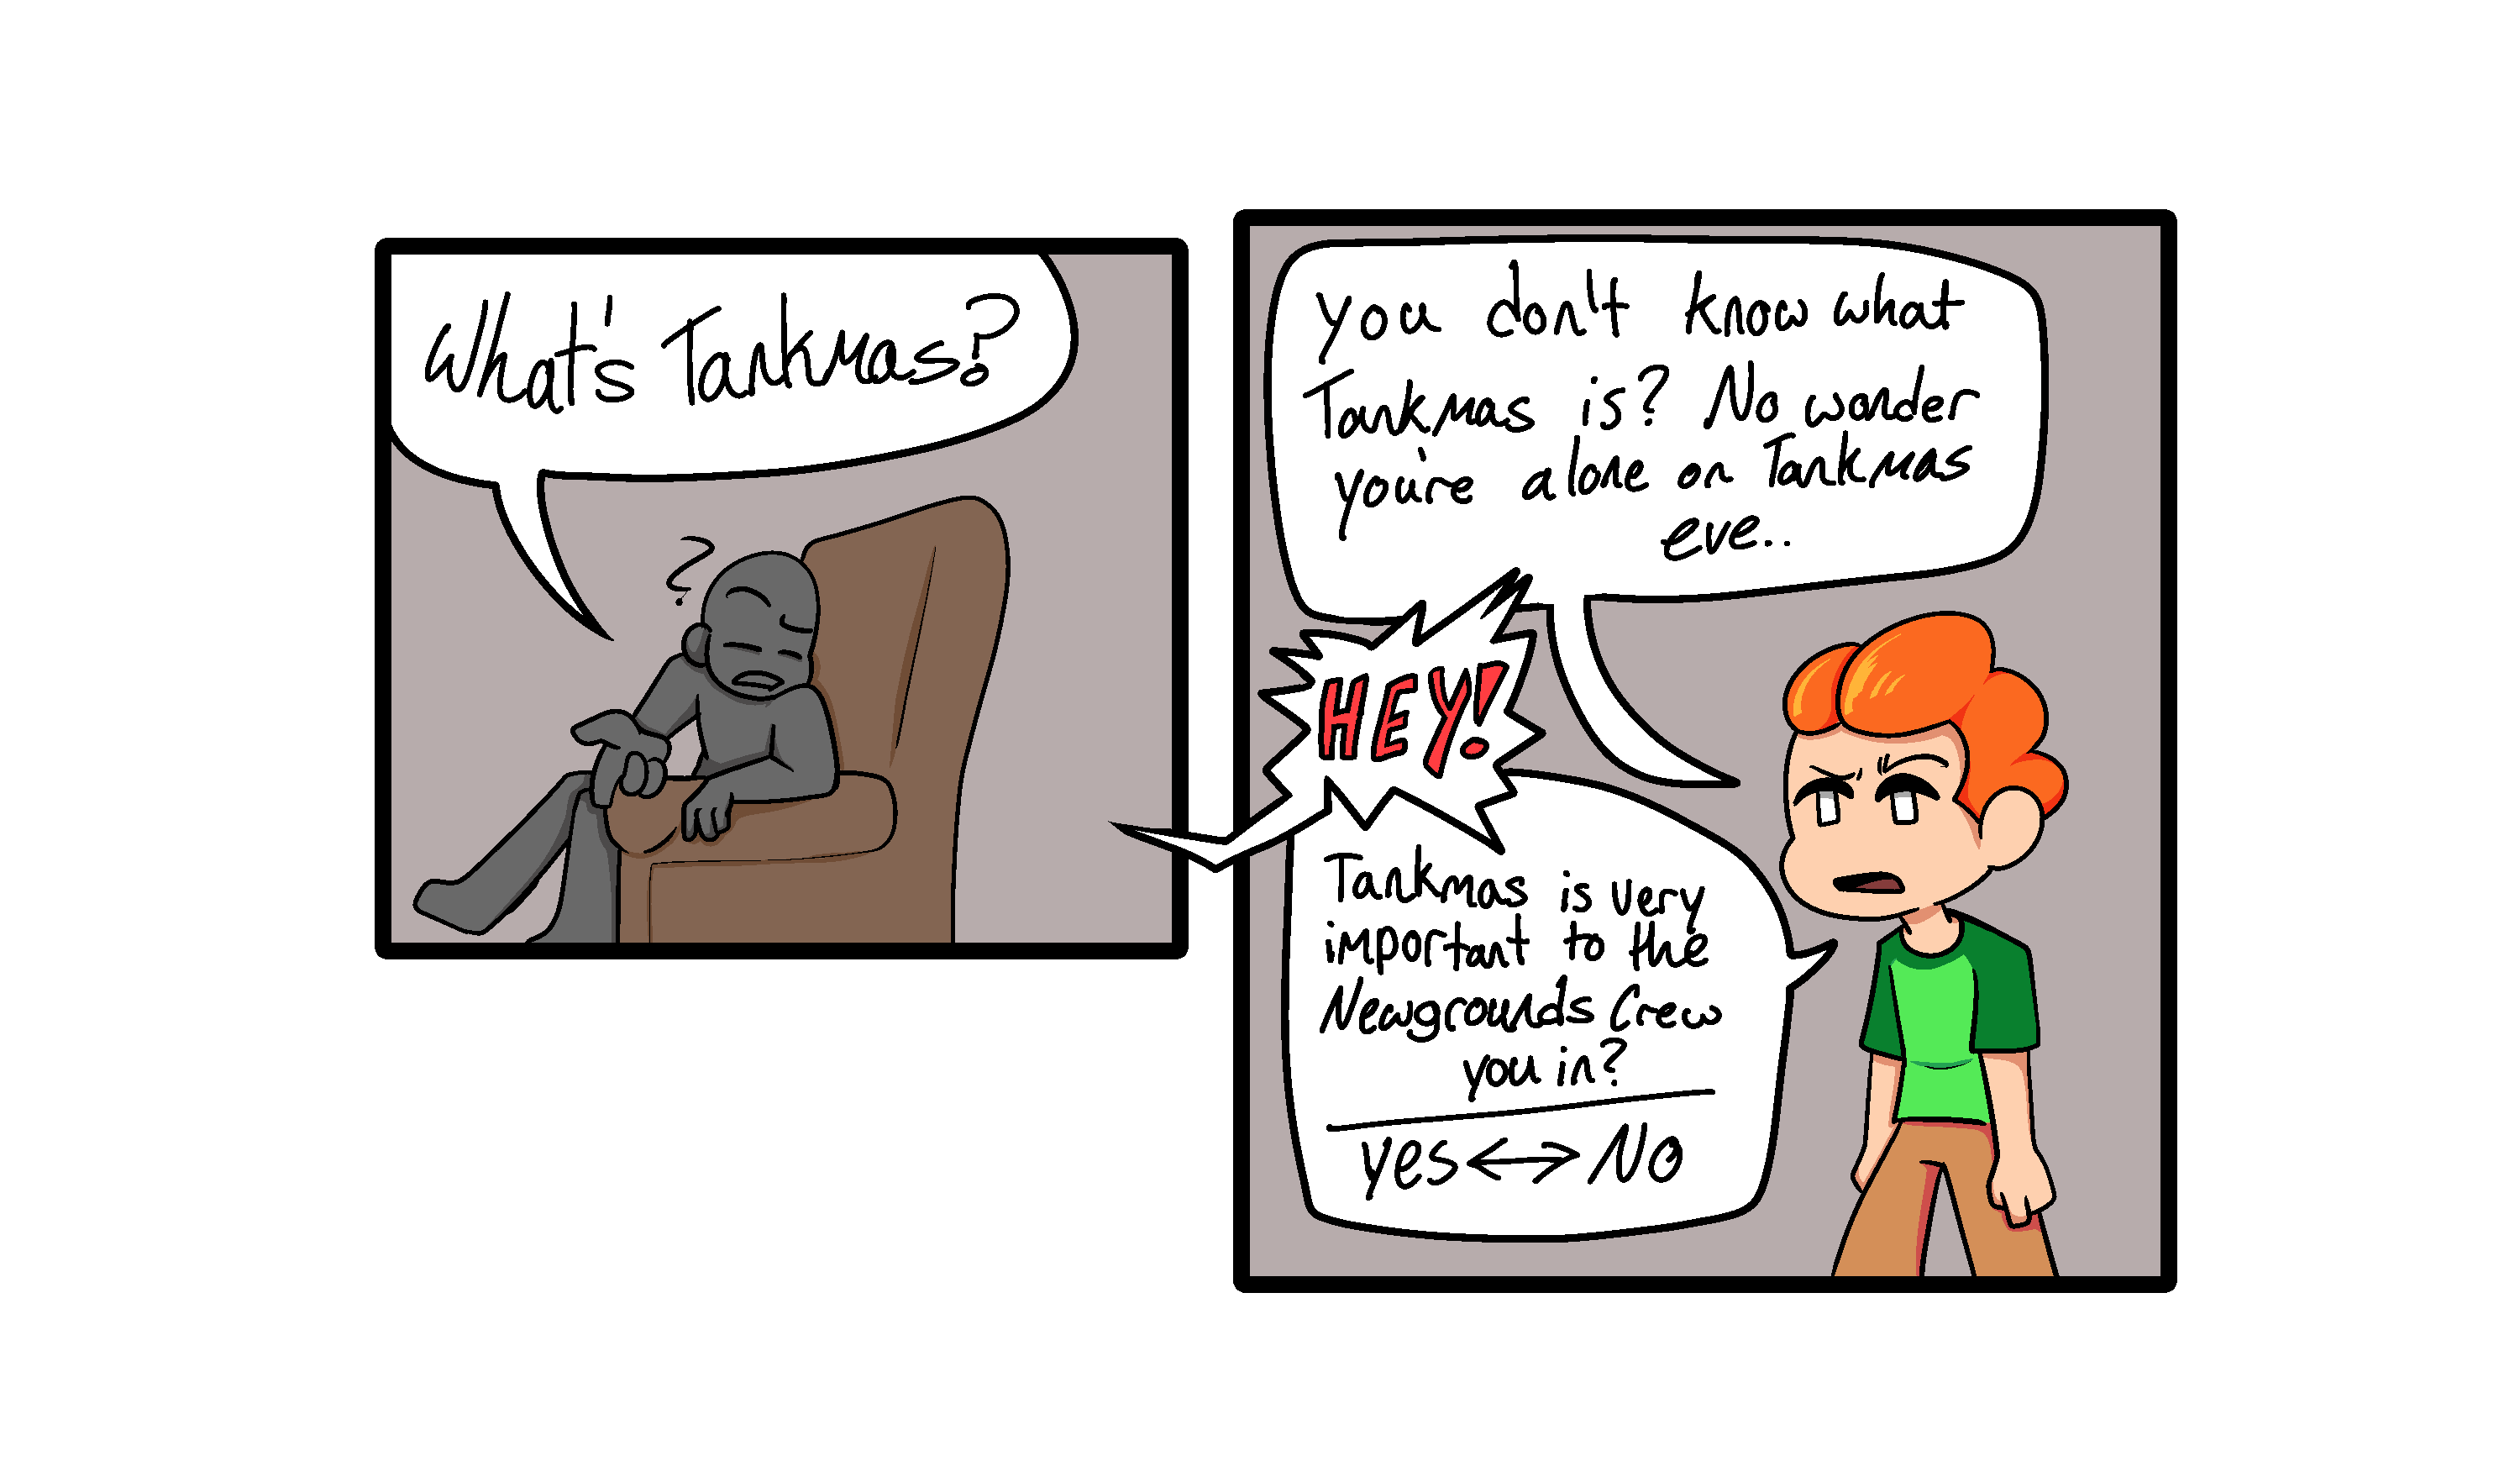 What's Tankmas?
you don't know what
Tankmas is? No wonder
you're alone on Tankmas
eve..
HEY!
Tankmas is very
important to the
Newgrounds Crew
you in?
yes <-> No